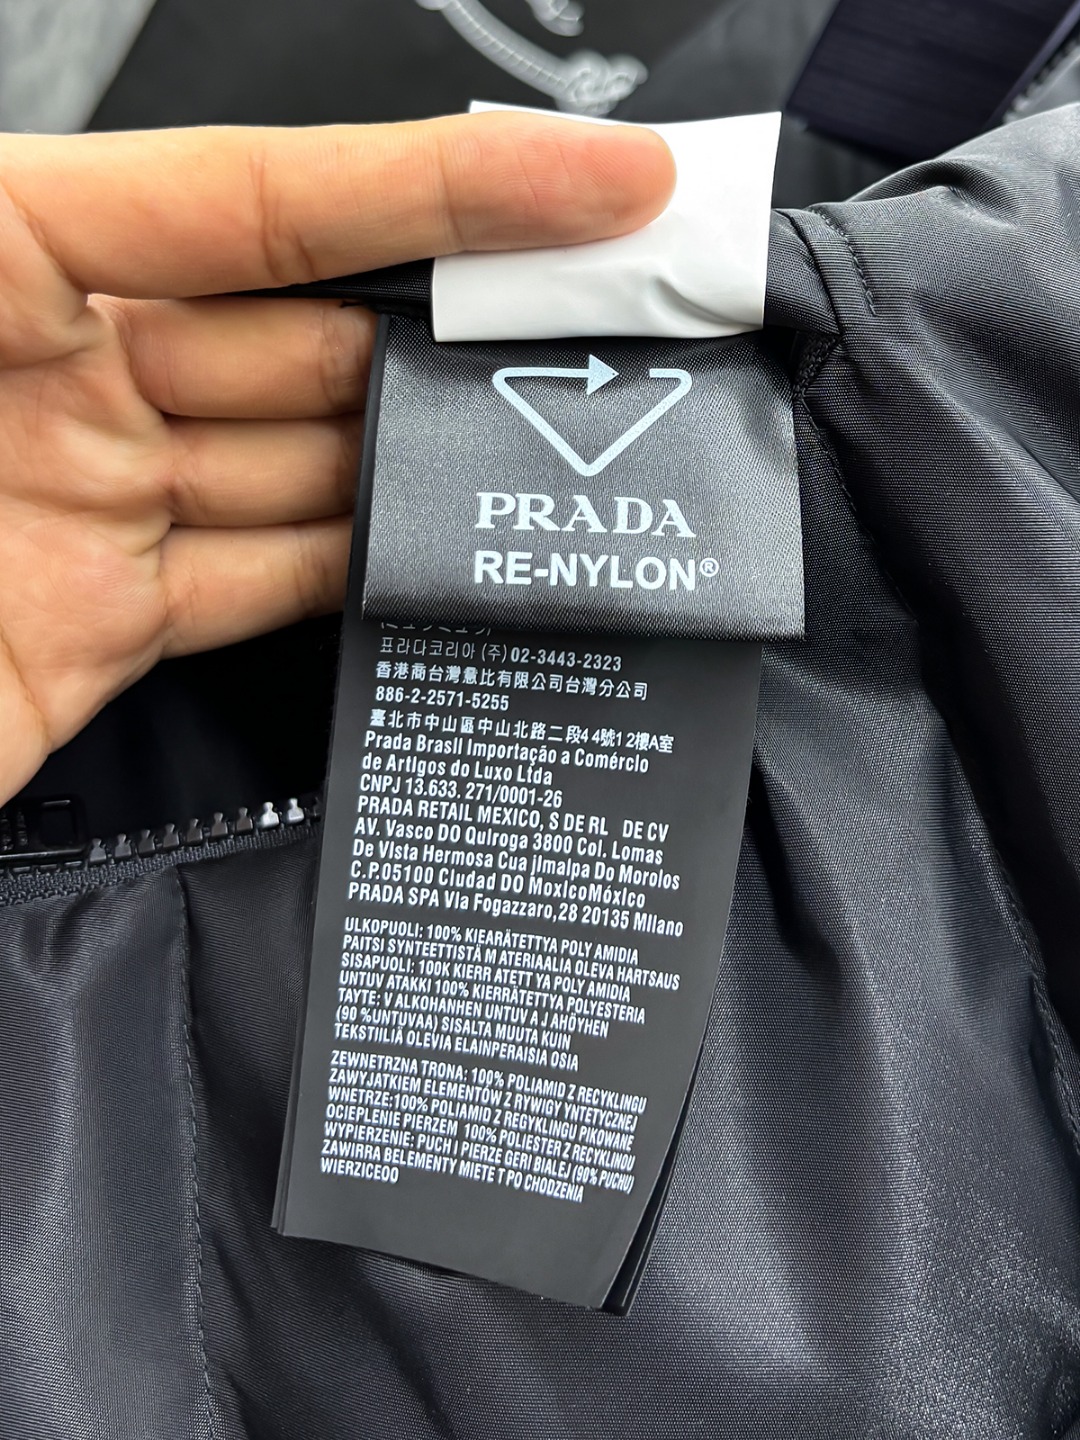 PRADA
RE-NYLON®
프라다코리아 (주) 02-3443-2323
香港商台灣意比有限公司台灣分公司
886-2-2571-5255
臺北市中山區中山北路二段4 4號1 2樓A室
Prada BrasIl Importação a Comércio
de ArtIgos do Luxo Ltda
CNPJ 13.633. 271/0001-26
PRADA RETAIL MEXICO, S DE RL DE CV
AV. Vasco DO QuIroga 3800 Col. Lomas
De VIsta Hermosa Cua jImalpa Do Morolos
C.P.05100 CIudad DO MoxIcoMóxIco
PRADA SPA VIa Fogazzaro,28 20135 MIlano
ULKOPUOLI: 100% KIEARÄTETTYA POLY AMIDIA
PAITSI SYNTEETTISTÄ M ATERIAALIA OLEVA HARTSAUS
SISAPUOLI: 100K KIERR ATETT YA POLY AMIDIA
UNTUV ATAKKI 100% KIERRÄTETTYA POLYESTERIA
TAYTE: V ALKOHANHEN UNTUV A J AHÖYHEN
(90 %UNTUVAA) SISALTA MUUTA KUIN
TEKSTIILIÄ OLEVIA ELAINPERAISIA OSIA
ZEWNETRZNA TRONA: 100% POLIAMID Z RECYKLINGU
ZAWYJATKIEM ELEMENTÓW Z RYWIGY YNTETYCZNEJ
WNETRZE:100% POLIAMID Z REGYKLINGU PIKOWANE
OCIEPLENIE PIERZEM 100% POLIESTER Z RECYKLINDU
WYPIERZENIE: PUCH I PIERZE GERI BIALEJ (90% PUCHU)
ZAWIRRA BELEMENTY MIETE T PO CHODZENIA
WIERZICEOO